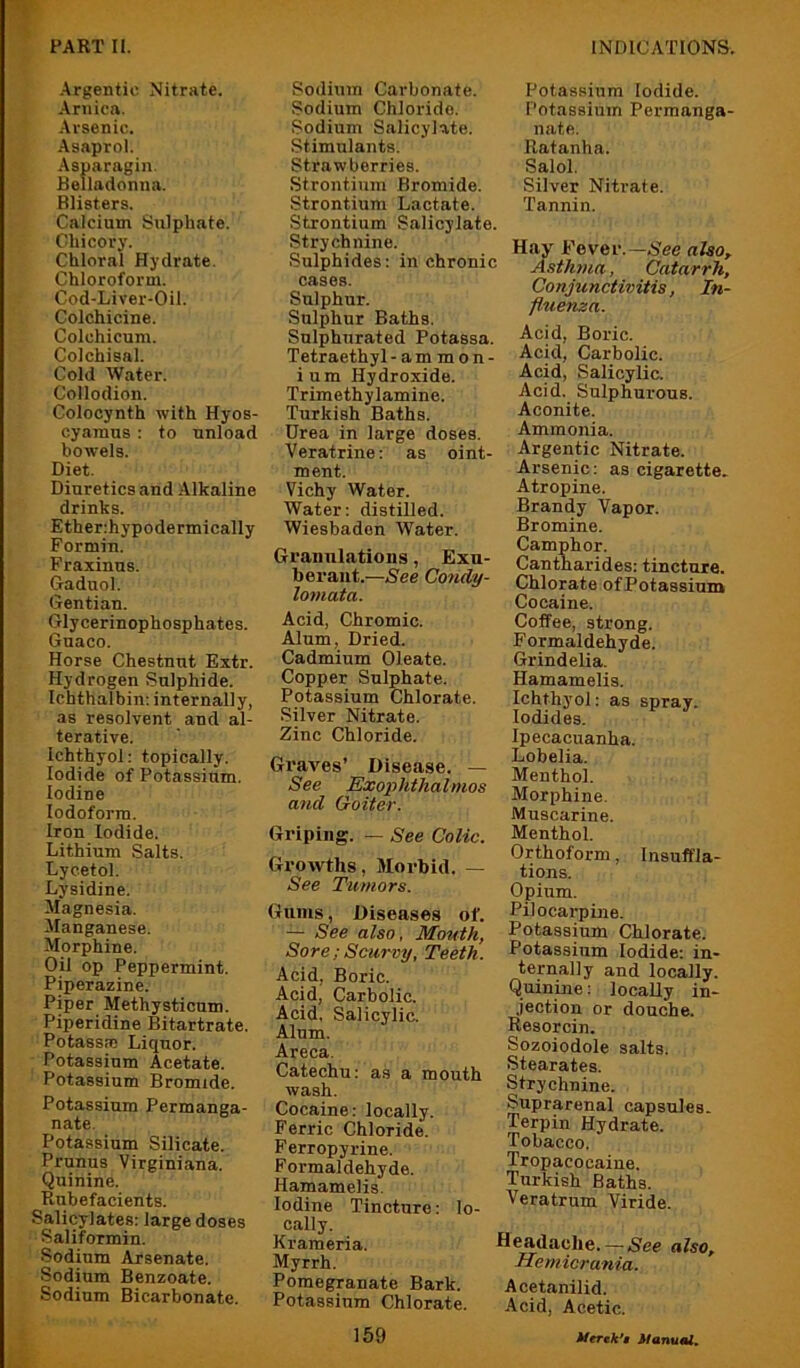 PART II.
INDICATIONS.
Argentic Nitrate.
Arnica.
Arsenic.
Asaprol.
Asparagin.
Belladonna.
Blisters.
Calcium Sulphate.
Chicory.
Chloral Hydrate.
Chloroform.
Cod-Liver-Oil.
Colchicine.
Colchicum.
Colchisal.
Cold Water.
Collodion.
Colocynth with Hyos-
cyamus : to unload
bowels.
Diet.
Diuretics and Alkaline
drinks.
Ether:hypodermically
Formin.
Fraxinus.
Gaduol.
Gentian.
Glycerinophosphates.
Guaco.
Horse Chestnut Extr.
Hydrogen Sulphide.
Ichthalbin: internally,
as resolvent and al-
terative.
Ichthyol: topically.
Iodide of Potassium.
Iodine
Iodoform.
Iron Iodide.
Lithium Salts.
Lycetol.
Lysidine.
Magnesia.
Manganese.
Morphine.
Oil op Peppermint.
Piperazine.
Piper Methysticum.
Piperidine Bitartrate.
Potassæ Liquor.
Potassium Acetate.
Potassium Bromide.
Potassium Permanga-
nate.
Potassium Silicate.
Prunus Virginiana.
Quinine.
Rubefacients.
Salicylates: large doses
Saliformin.
Sodium Arsenate.
Sodium Benzoate.
Sodium Bicarbonate.
Sodium Carbonate.
Sodium Chloride.
Sodium Salicylate.
Stimulants.
Strawberries.
Strontium Bromide.
Strontium Lactate.
Strontium Salicylate.
Strychnine.
Sulphides: in chronic
cases.
Sulphur.
Sulphur Baths.
Sulphurated Potassa.
Tetraethyl-ammon-
ium Hydroxide.
Trimethylamine.
Turkish Baths.
Urea in large doses.
Veratrine: as oint-
ment.
Vichy Water.
Water: distilled.
Wiesbaden Water.
Granulations, Exu-
berant.—See Condy-
lomata.
Acid, Chromic.
Alum, Dried.
Cadmium Oleate.
Copper Sulphate.
Potassium Chlorate.
Silver Nitrate.
Zinc Chloride.
Graves' Disease. —
See Exophthalmos
and Goiter.
Griping. — See Colic.
Growths, Morbid. —
See Tumors.
Gums, Diseases of.
— See also, Mouth,
Sore; Scurvy, Teeth.
Acid, Boric.
Acid, Carbolic.
Acid, Salicylic.
Alum.
Areca.
Catechu: as a mouth
wash.
Cocaine: locally.
Ferric Chloride.
Ferropyrine.
Formaldehyde.
Hamamelis.
Iodine Tincture: lo-
cally.
Krameria.
Myrrh.
Pomegranate Bark.
Potassium Chlorate.
Potassium Iodide.
Potassium Permanga-
nate.
Ratanha.
Salol.
Silver Nitrate.
Tannin.
Hay Fever.—See also,
Asthma, Catarrh,
Conjunctivitis, In-
fluenza.
Acid, Boric.
Acid, Carbolic.
Acid, Salicylic.
Acid. Sulphurous.
Aconite.
Ammonia.
Argentic Nitrate.
Arsenic: as cigarette.
Atropine.
Brandy Vapor.
Bromine.
Camphor.
Cantharides: tincture.
Chlorate of Potassium
Cocaine.
Coffee, strong.
Formaldehyde.
Grindelia.
Hamamelis.
Ichthyol: as spray.
Iodides.
Ipecacuanha.
Lobelia.
Menthol.
Morphine.
Muscarine.
Menthol.
Orthoform, Insuffla-
tions.
Opium.
Pilocarpine.
Potassium Chlorate.
Potassium Iodide: in-
ternally and locally.
Quinine: locally in-
jection or douche.
Resorcin.
Sozoiodole salts.
Stearates.
Strychnine.
Suprarenal capsules.
Terpin Hydrate.
Tobacco.
Tropacocaine.
Turkish Baths.
Veratrum Viride.
Headache. — See also,
Hemicrania.
Acetanilid.
Acid, Acetic.
159
Merck's Manual.